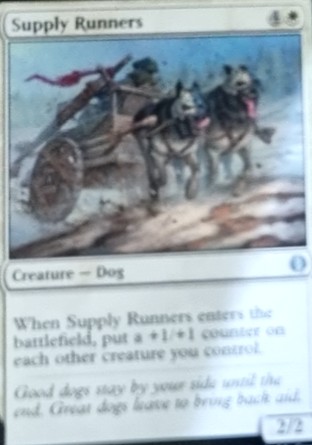 Supply Runners 4
Creature — Dog
When Supply Runners enters the
battlefield, put a +1/+1 counter on
each other creature you control.
Good dogs stay by your side until the
end. Great dogs leave to bring back aid.
2/2